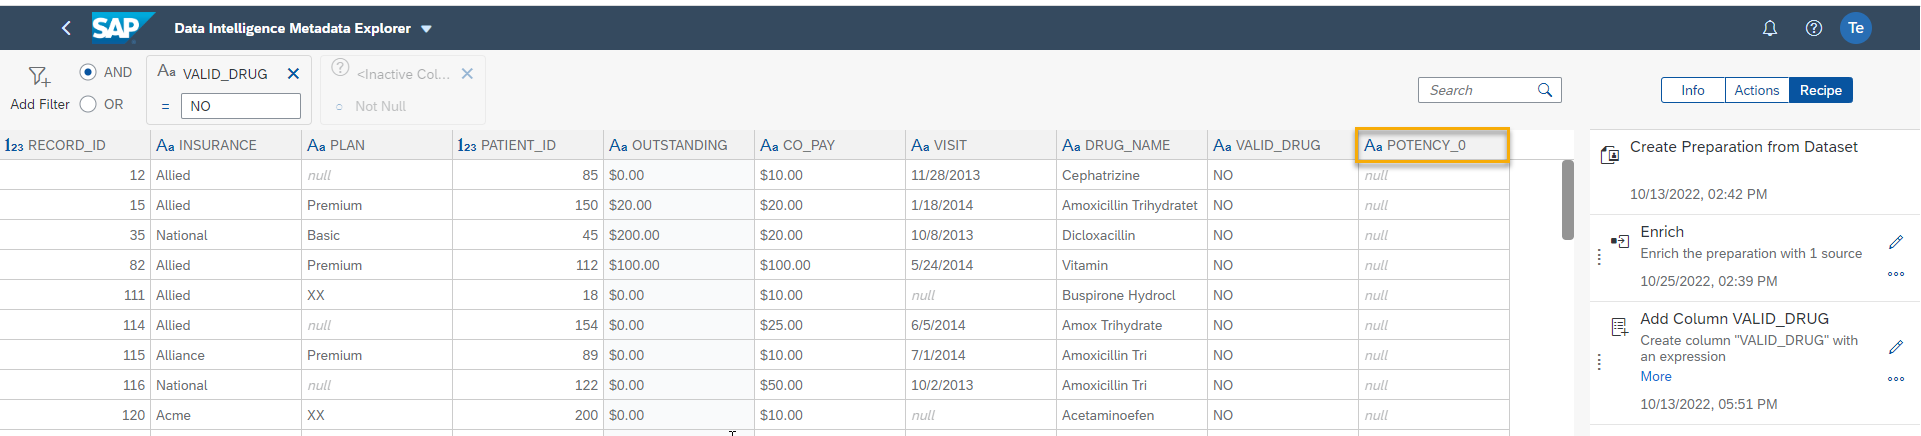 SAP Data Intelligence Metadata Explorer Te
Add Filter AND OR
Aa VALID_DRUG
= NO
<Inactive Col...
Not Null
Search
Info Actions Recipe
123 RECORD_ID Aa INSURANCE Aa PLAN 123 PATIENT_ID Aa OUTSTANDING Aa CO_PAY Aa VISIT Aa DRUG_NAME Aa VALID_DRUG Aa POTENCY_0
12 Allied null 85 $0.00 $10.00 11/28/2013 Cephatrizine NO null
15 Allied Premium 150 $20.00 $20.00 1/18/2014 Amoxicillin Trihydratet NO null
35 National Basic 45 $200.00 $20.00 10/8/2013 Dicloxacillin NO null
82 Allied Premium 112 $100.00 $100.00 5/24/2014 Vitamin NO null
111 Allied XX 18 $0.00 $10.00 null Buspirone Hydrocl NO null
114 Allied null 154 $0.00 $25.00 6/5/2014 Amox Trihydrate NO null
115 Alliance Premium 89 $0.00 $10.00 7/1/2014 Amoxicillin Tri NO null
116 National null 122 $0.00 $50.00 10/2/2013 Amoxicillin Tri NO null
120 Acme XX 200 $0.00 $10.00 null Acetaminoefen NO null
Create Preparation from Dataset
10/13/2022, 02:42 PM
Enrich
Enrich the preparation with 1 source
10/25/2022, 02:39 PM
Add Column VALID_DRUG
Create column "VALID_DRUG" with
an expression
More
10/13/2022, 05:51 PM